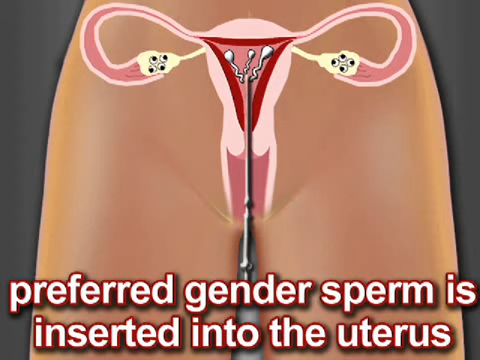 preferred gender sperm is
inserted into the uterus